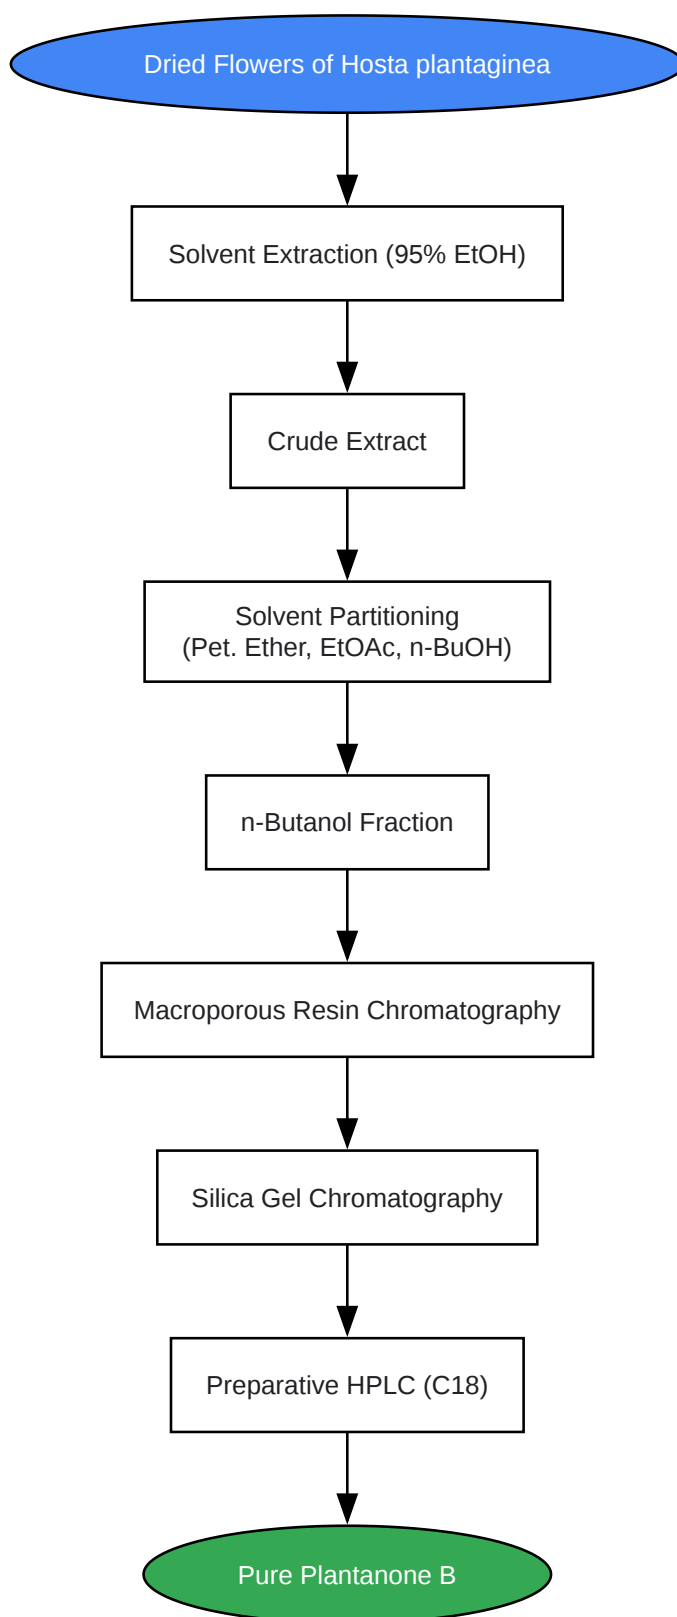 Dried Flowers of Hosta plantaginea
Solvent Extraction (95% EtOH)
Crude Extract
Solvent Partitioning
(Pet. Ether, EtOAc, n-BuOH)
n-Butanol Fraction
Macroporous Resin Chromatography
Silica Gel Chromatography
Preparative HPLC (C18)
Pure Plantanone B